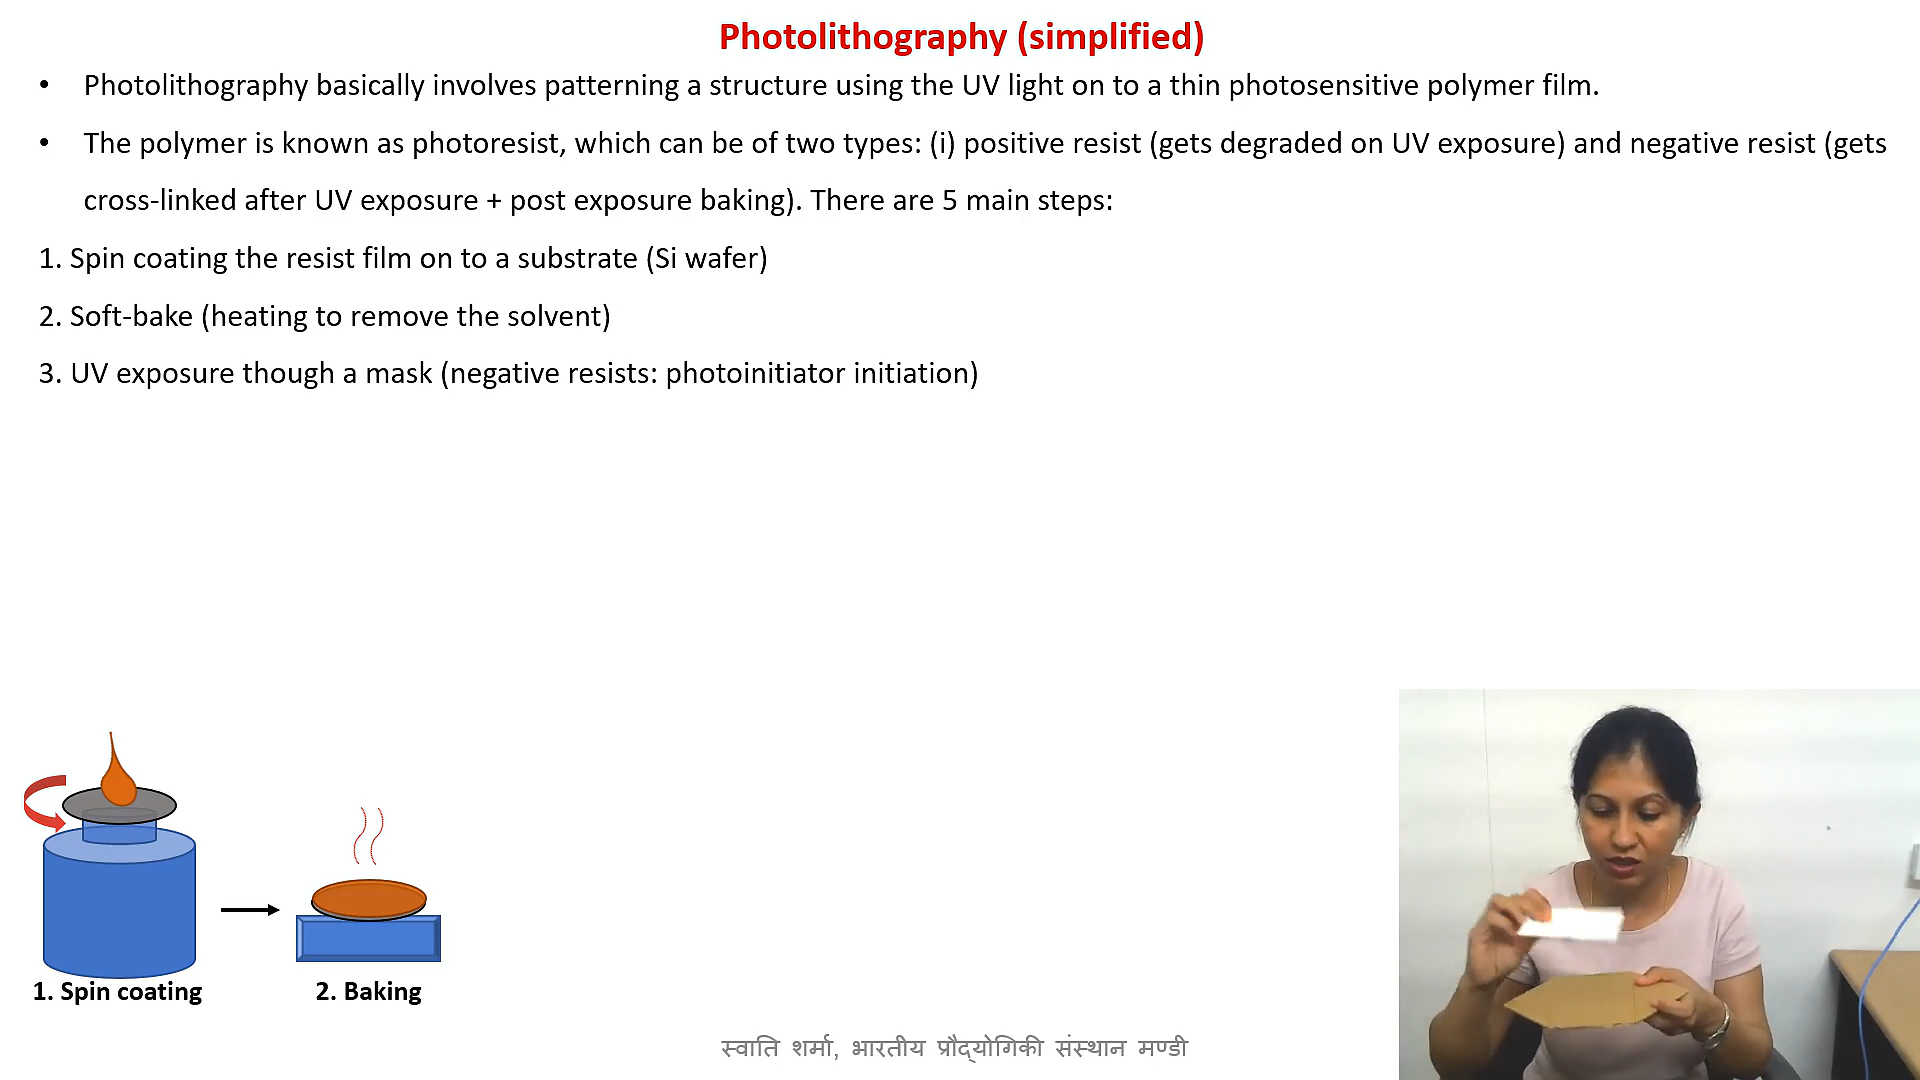 Photolithography (simplified)
• Photolithography basically involves patterning a structure using the UV light on to a thin photosensitive polymer film.
• The polymer is known as photoresist, which can be of two types: (i) positive resist (gets degraded on UV exposure) and negative resist (gets
cross-linked after UV exposure + post exposure baking). There are 5 main steps:
1. Spin coating the resist film on to a substrate (Si wafer)
2. Soft-bake (heating to remove the solvent)
3. UV exposure though a mask (negative resists: photoinitiator initiation)
1. Spin coating
2. Baking
स्वाति शर्मा, भारतीय प्रौद्योगिकी संस्थान मण्डी